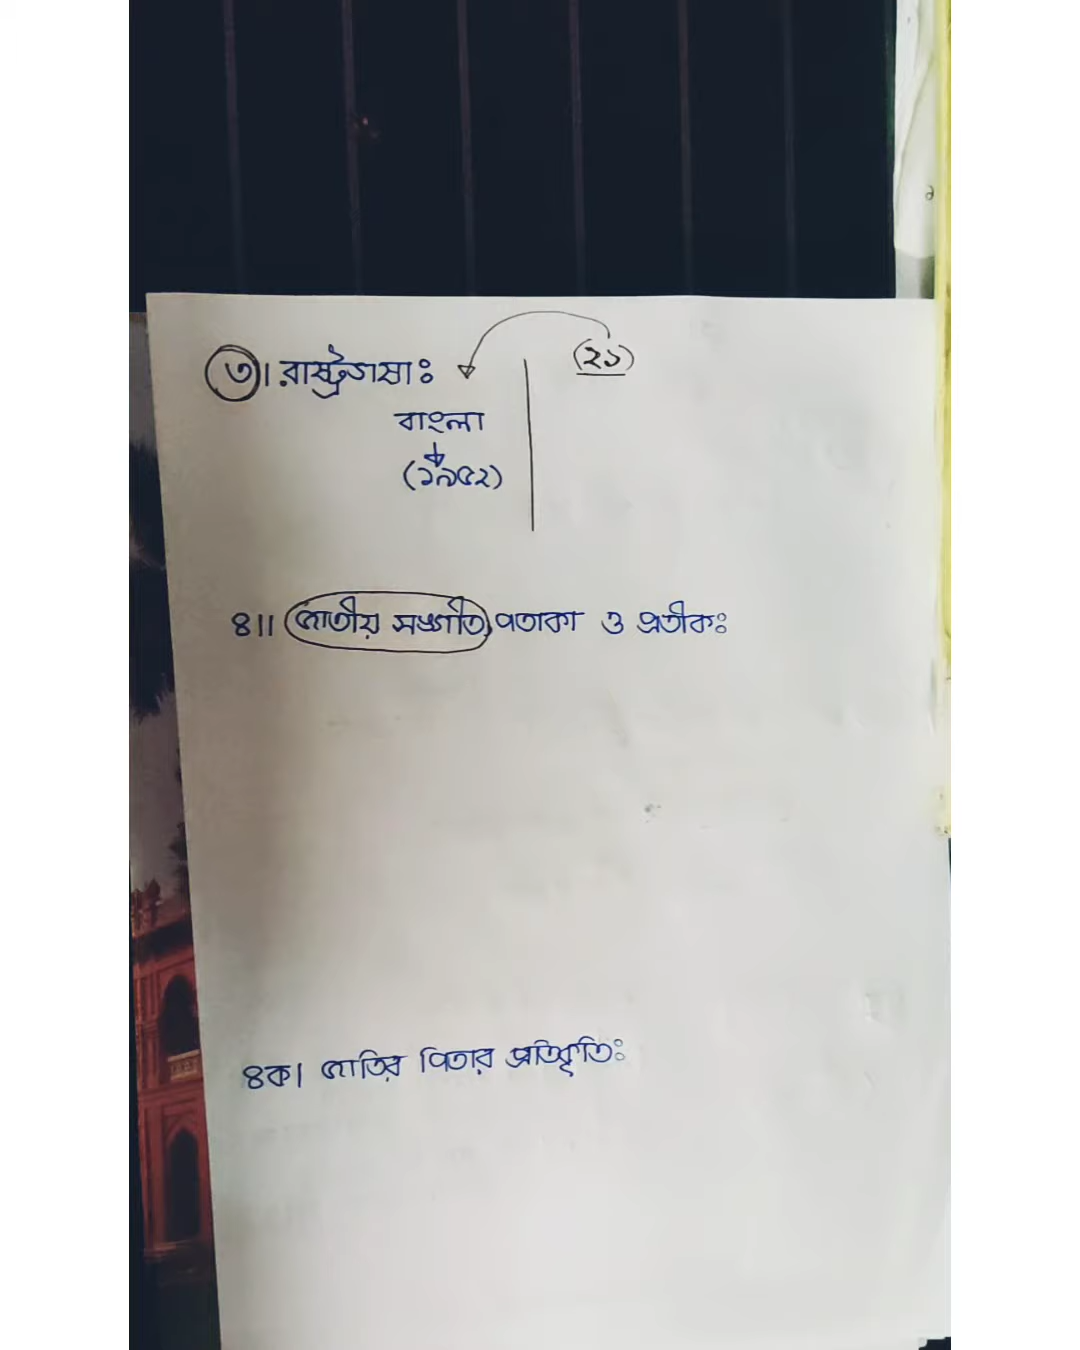 ৩। রাষ্ট্রভাষাঃ (২১)
বাংলা
(১৯৫২)
৪।। জাতীয় সঙ্গীত, পতাকা ও প্রতীকঃ
৪ক। জাতির পিতার প্রতিকৃতিঃ